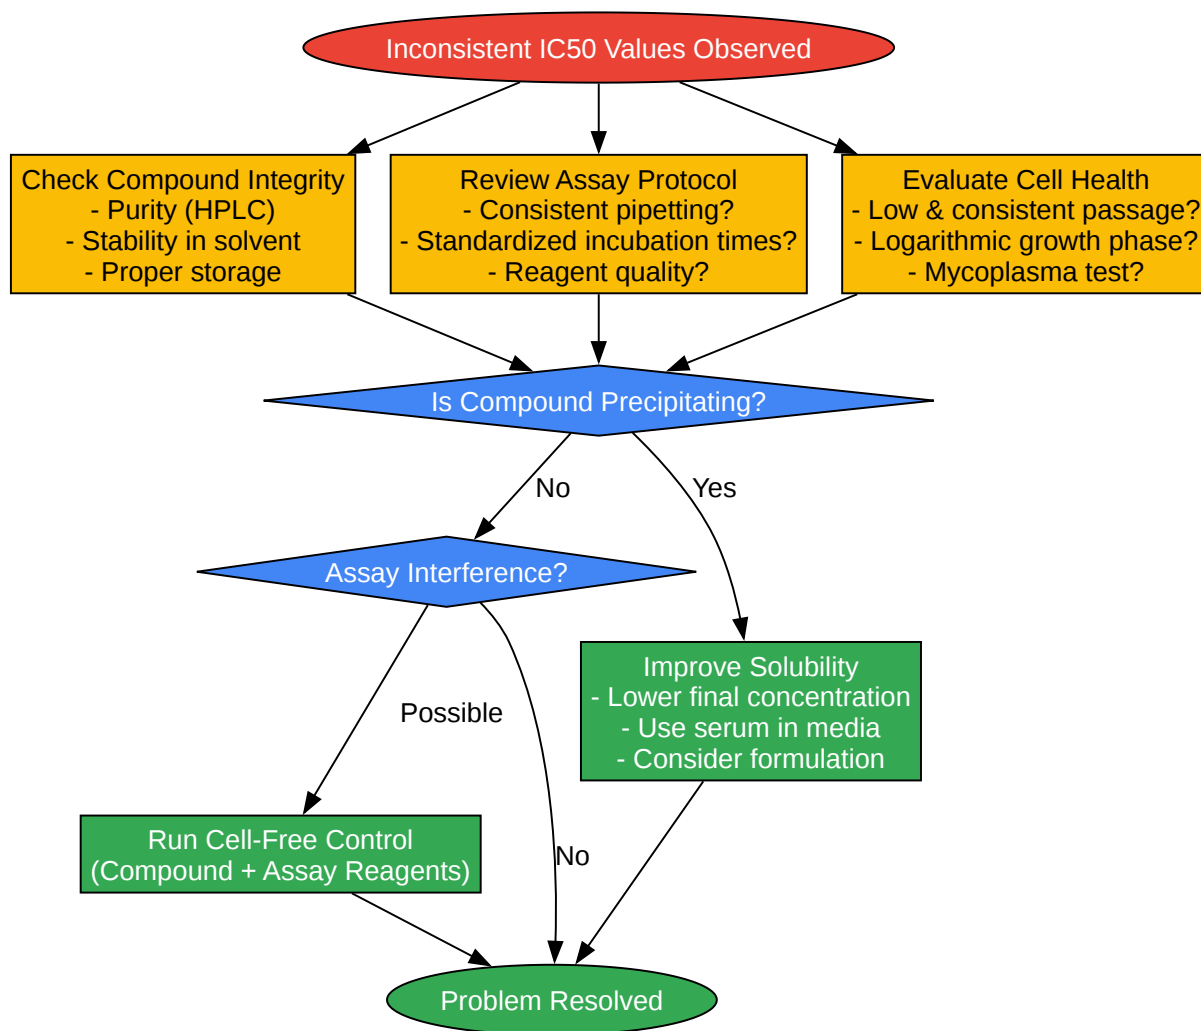 Inconsistent IC50 Values Observed
Check Compound Integrity
- Purity (HPLC)
- Stability in solvent
- Proper storage
Review Assay Protocol
- Consistent pipetting?
- Standardized incubation times?
- Reagent quality?
Evaluate Cell Health
- Low & consistent passage?
- Logarithmic growth phase?
- Mycoplasma test?
Is Compound Precipitating?
No
Yes
Assay Interference?
Improve Solubility
- Lower final concentration
- Use serum in media
- Consider formulation
Possible
Run Cell-Free Control
(Compound + Assay Reagents)
No
Problem Resolved